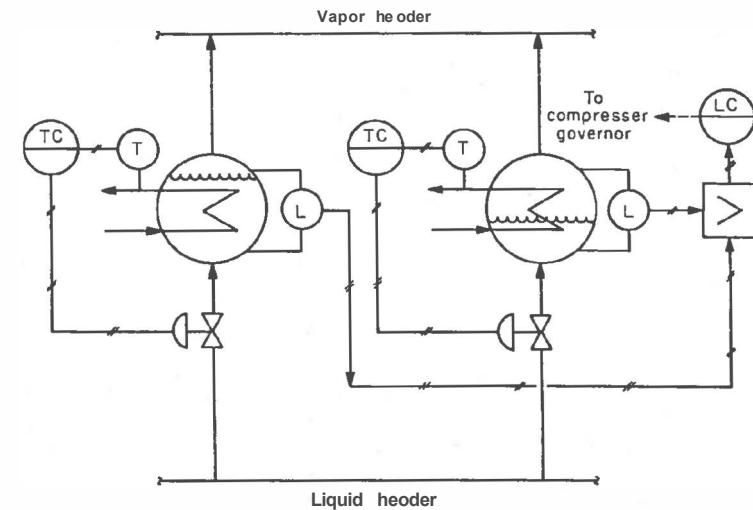 Vapor heoder
To
compresser
governor
LC
TC
T
TC
T
L
L
>
Liquid heoder